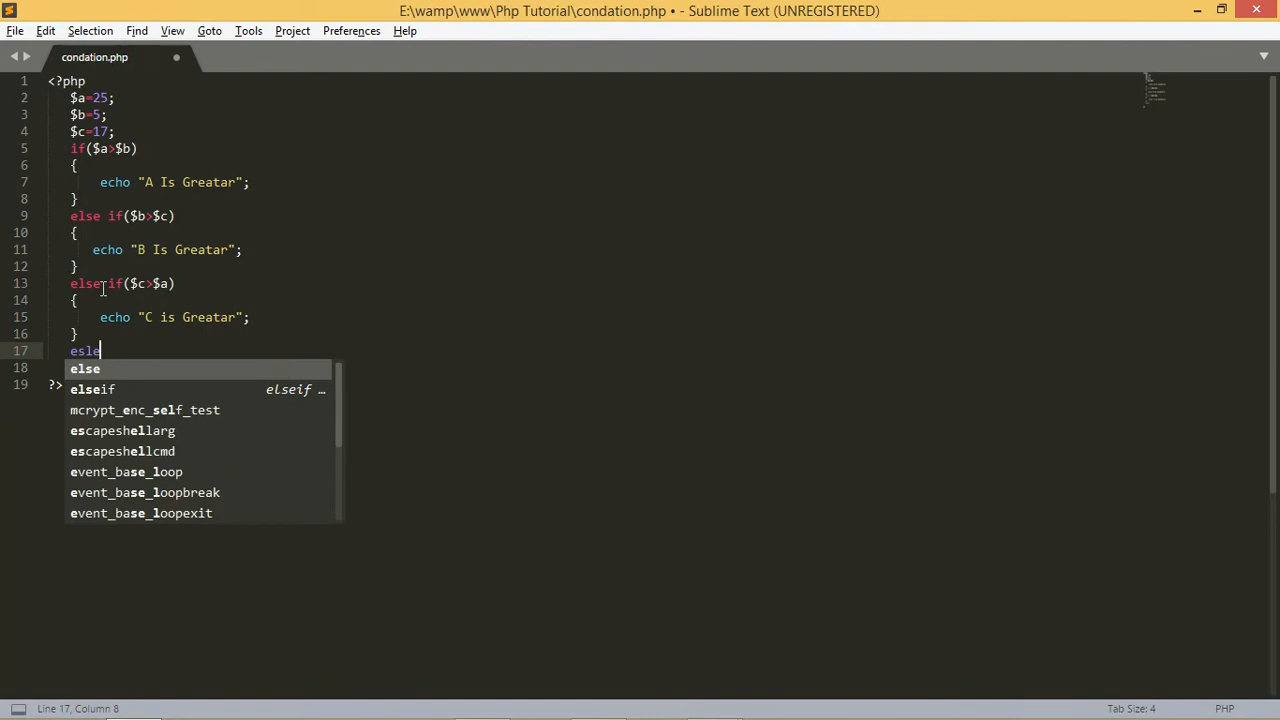 E:\wamp\www\Php Tutorial\condation.php • - Sublime Text (UNREGISTERED)
File Edit Selection Find View Goto Tools Project Preferences Help
condation.php
1 <?php
2 $a=25;
3 $b=5;
4 $c=17;
5 if($a>$b)
6 {
7 echo "A Is Greatar";
8 }
9 else if($b>$c)
10 {
11 echo "B Is Greatar";
12 }
13 else if($c>$a)
14 {
15 echo "C is Greatar";
16 }
17 esle
18 else
19 ?> elseif elseif …
mcrypt_enc_self_test
escapeshellarg
escapeshellcmd
event_base_loop
event_base_loopbreak
event_base_loopexit
Line 17, Column 8 Tab Size: 4 PHP